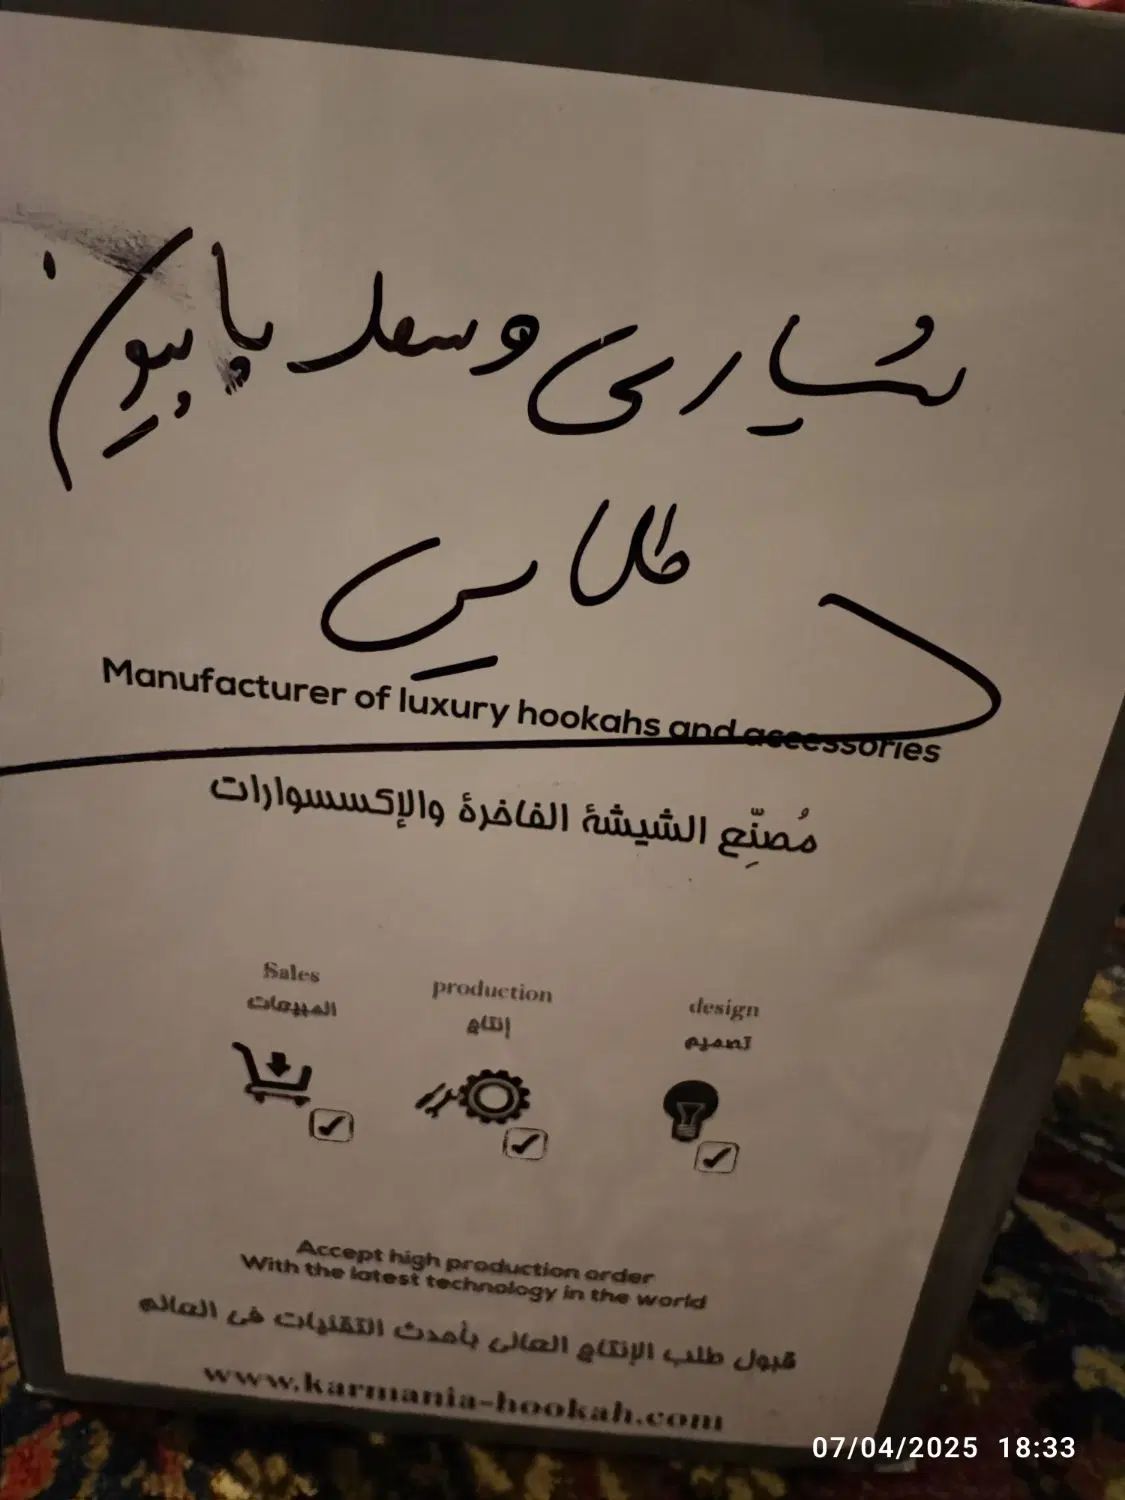 شیاری وسط پاپیون
طلایی
Manufacturer of luxury hookahs and accessories
مُصنِّع الشيشة الفاخرة والإكسسوارات
Sales
المبيعات
production
إنتاج
design
تصميم
Accept high production order
With the latest technology in the world
قبول طلب الإنتاج العالی بأحدث التقنيات فی العالم
www.karmania-hookah.com
07/04/2025 18:33